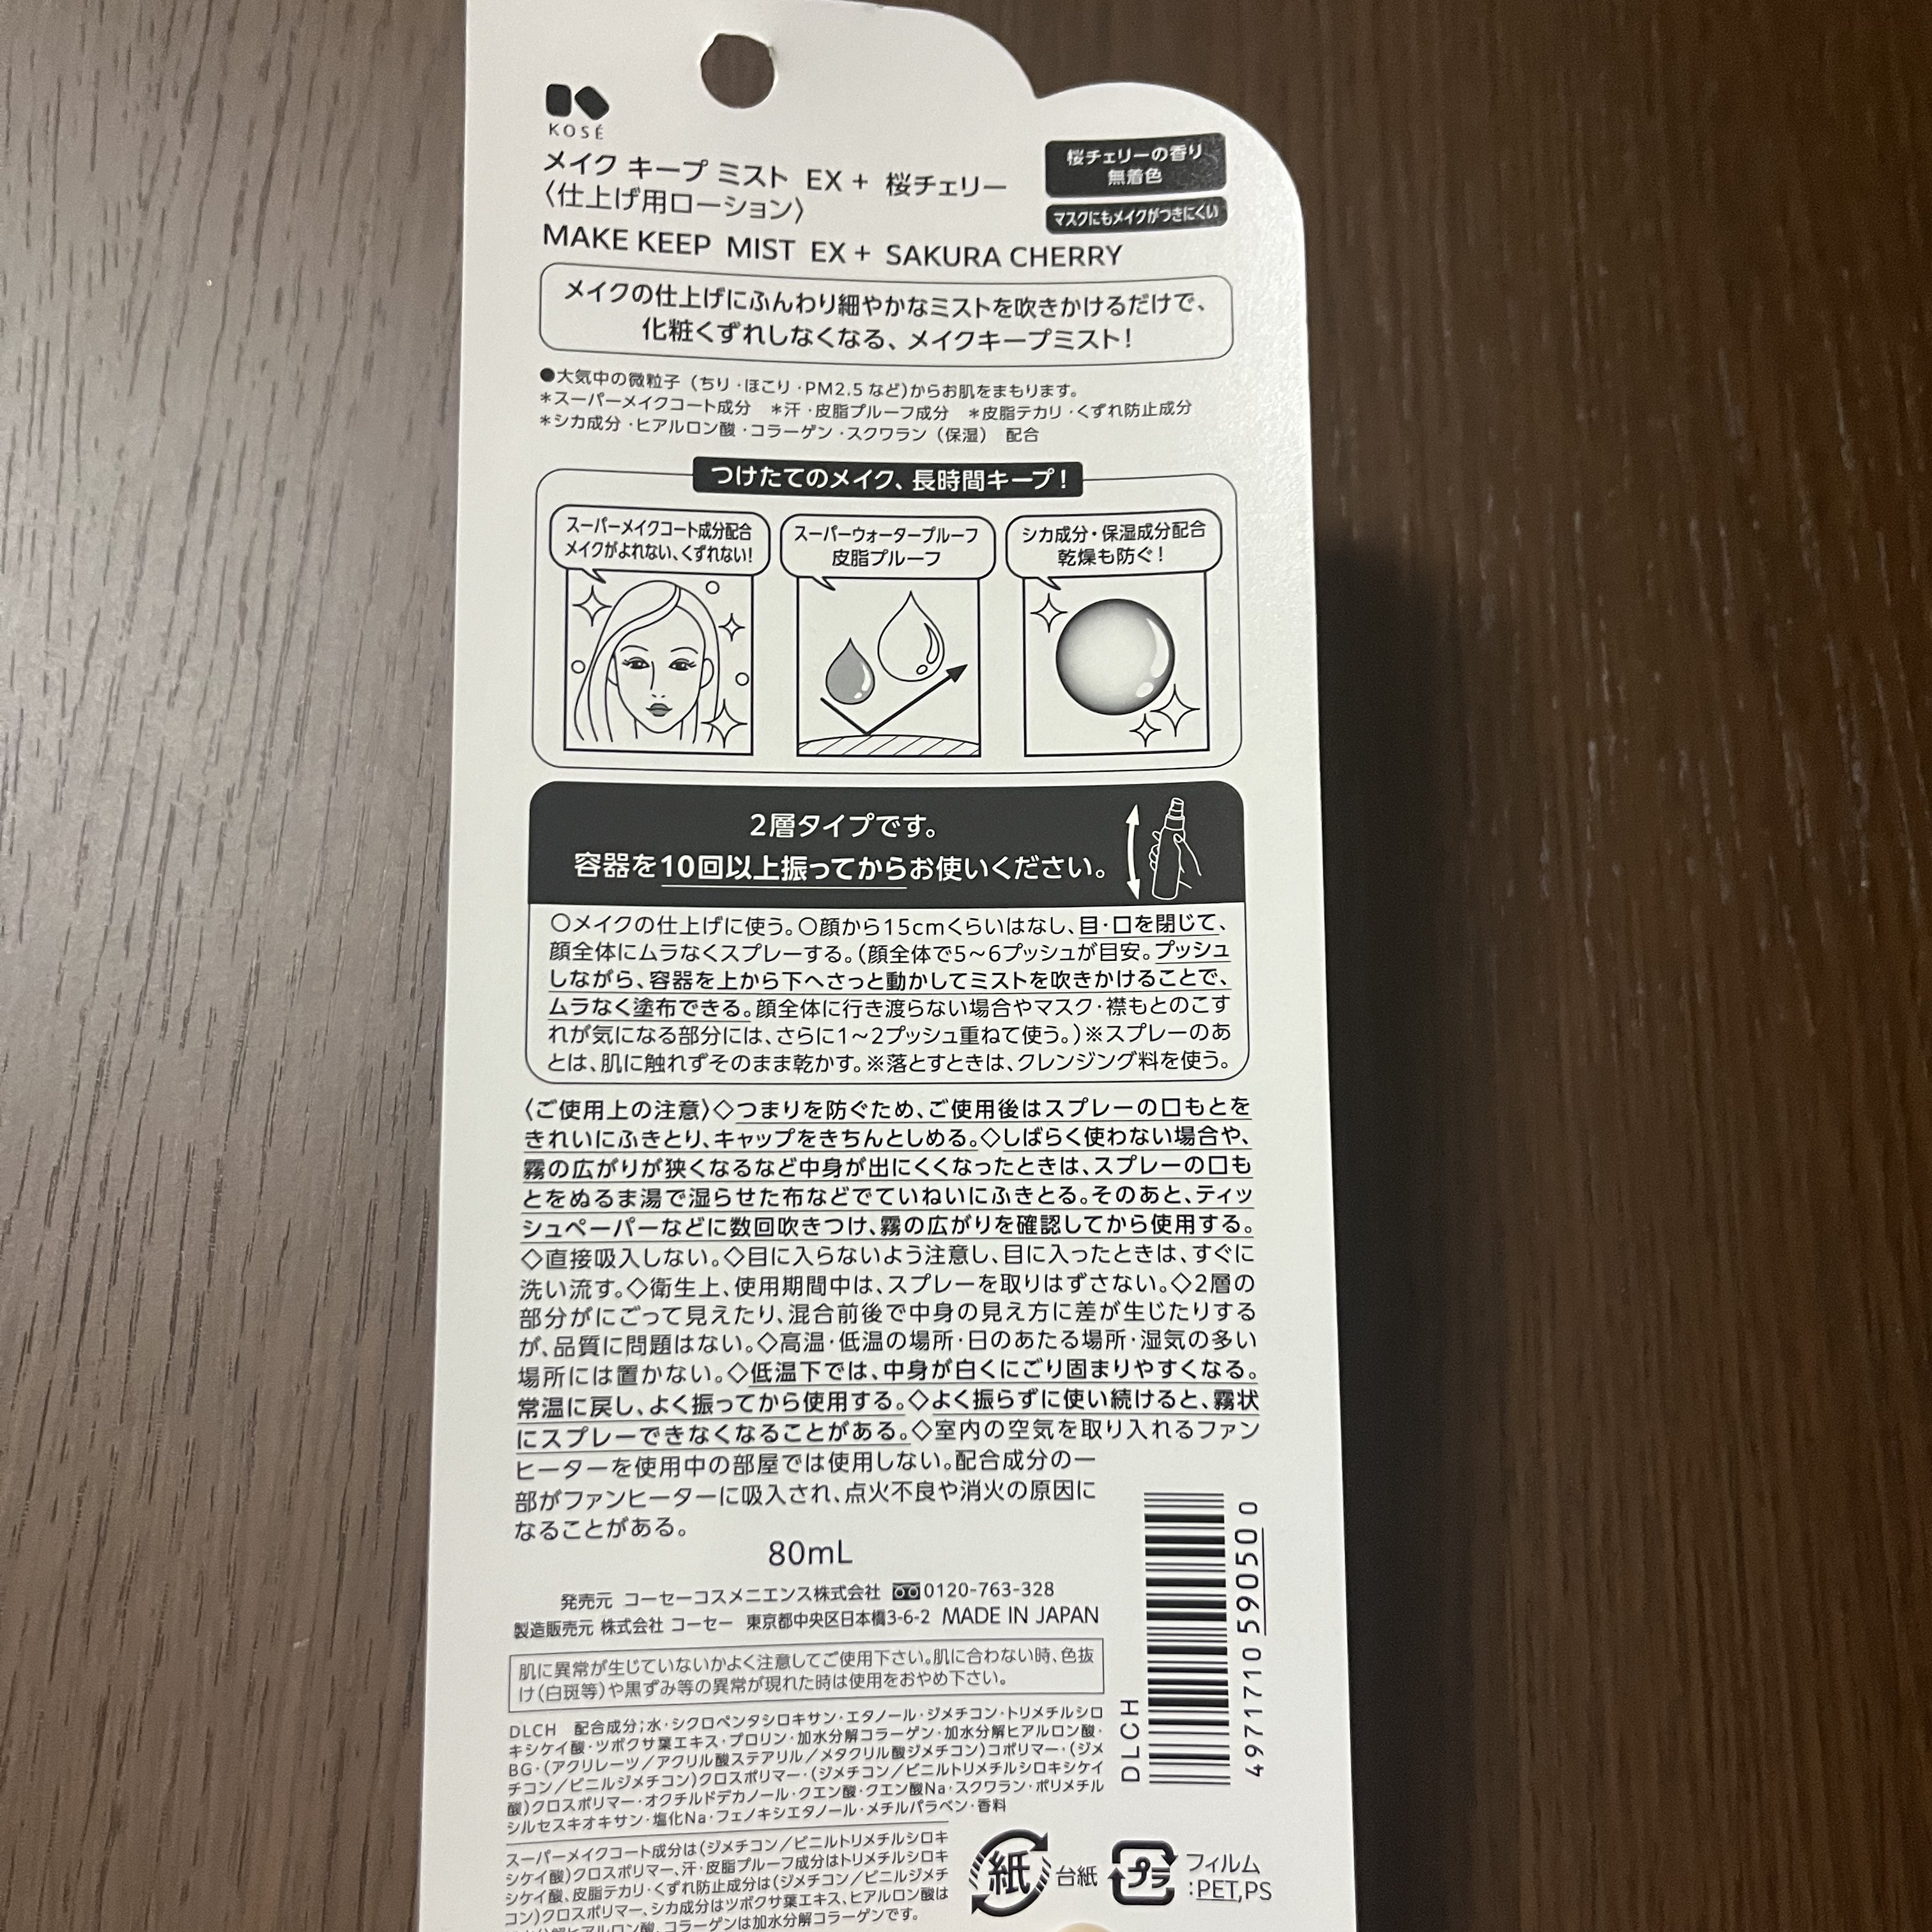 KOSÉ
メイク キープ ミスト EX + 桜チェリー
〈仕上げ用ローション〉
MAKE KEEP MIST EX + SAKURA CHERRY
桜チェリーの香り
無着色
マスクにもメイクがつきにくい
メイクの仕上げにふんわり細やかなミストを吹きかけるだけで、
化粧くずれしなくなる、メイクキープミスト!
●大気中の微粒子（ちり・ほこり・PM2.5 など)からお肌をまもります。
＊スーパーメイクコート成分 ＊汗・皮脂プルーフ成分 ＊皮脂テカリ・くずれ防止成分
＊シカ成分・ヒアルロン酸・コラーゲン・スクワラン（保湿） 配合
つけたてのメイク、長時間キープ!
スーパーメイクコート成分配合
メイクがよれない、くずれない!
スーパーウォータープルーフ
皮脂プルーフ
シカ成分・保湿成分配合
乾燥も防ぐ!
2層タイプです。
容器を10回以上振ってからお使いください。
○メイクの仕上げに使う。○顔から15cmくらいはなし、目・口を閉じて、
顔全体にムラなくスプレーする。(顔全体で5〜6プッシュが目安。プッシュ
しながら、容器を上から下へさっと動かしてミストを吹きかけることで、
ムラなく塗布できる。顔全体に行き渡らない場合やマスク・襟もとのこす
れが気になる部分には、さらに1〜2プッシュ重ねて使う。)※スプレーのあ
とは、肌に触れずそのまま乾かす。※落とすときは、クレンジング料を使う。
〈ご使用上の注意〉◇つまりを防ぐため、ご使用後はスプレーの口もとを
きれいにふきとり、キャップをきちんとしめる。◇しばらく使わない場合や、
霧の広がりが狭くなるなど中身が出にくくなったときは、スプレーの口も
とをぬるま湯で湿らせた布などでていねいにふきとる。そのあと、ティッ
シュペーパーなどに数回吹きつけ、霧の広がりを確認してから使用する。
◇直接吸入しない。◇目に入らないよう注意し、目に入ったときは、すぐに
洗い流す。◇衛生上、使用期間中は、スプレーを取りはずさない。◇2層の
部分がにごって見えたり、混合前後で中身の見え方に差が生じたりする
が、品質に問題はない。◇高温・低温の場所・日のあたる場所・湿気の多い
場所には置かない。◇低温下では、中身が白くにごり固まりやすくなる。
常温に戻し、よく振ってから使用する。◇よく振らずに使い続けると、霧状
にスプレーできなくなることがある。◇室内の空気を取り入れるファン
ヒーターを使用中の部屋では使用しない。配合成分の一
部がファンヒーターに吸入され、点火不良や消火の原因に
なることがある。
80mL
発売元 コーセーコスメニエンス株式会社 0120-763-328
製造販売元 株式会社 コーセー 東京都中央区日本橋3-6-2 MADE IN JAPAN
肌に異常が生じていないかよく注意してご使用下さい。肌に合わない時、色抜
け(白斑等)や黒ずみ等の異常が現れた時は使用をおやめ下さい。
DLCH 配合成分;水・シクロペンタシロキサン・エタノール・ジメチコン・トリメチルシロ
キシケイ酸・ツボクサ葉エキス・プロリン・加水分解コラーゲン・加水分解ヒアルロン酸・
BG・(アクリレーツ／アクリル酸ステアリル／メタクリル酸ジメチコン)コポリマー・(ジメ
チコン／ビニルジメチコン)クロスポリマー・(ジメチコン／ビニルトリメチルシロキシケイ
酸)クロスポリマー・オクチルドデカノール・クエン酸・クエン酸Na・スクワラン・ポリメチル
シルセスキオキサン・塩化Na・フェノキシエタノール・メチルパラベン・香料
スーパーメイクコート成分は(ジメチコン／ビニルトリメチルシロキ
シケイ酸)クロスポリマー、汗・皮脂プルーフ成分はトリメチルシロキ
シケイ酸、皮脂テカリ・くずれ防止成分は(ジメチコン／ビニルジメチ
コン)クロスポリマー、シカ成分はツボクサ葉エキス、ヒアルロン酸は
加水分解ヒアルロン酸、コラーゲンは加水分解コラーゲンです。
DLCH
4971710 59050 0
紙 台紙
プラ フィルム
:PET,PS